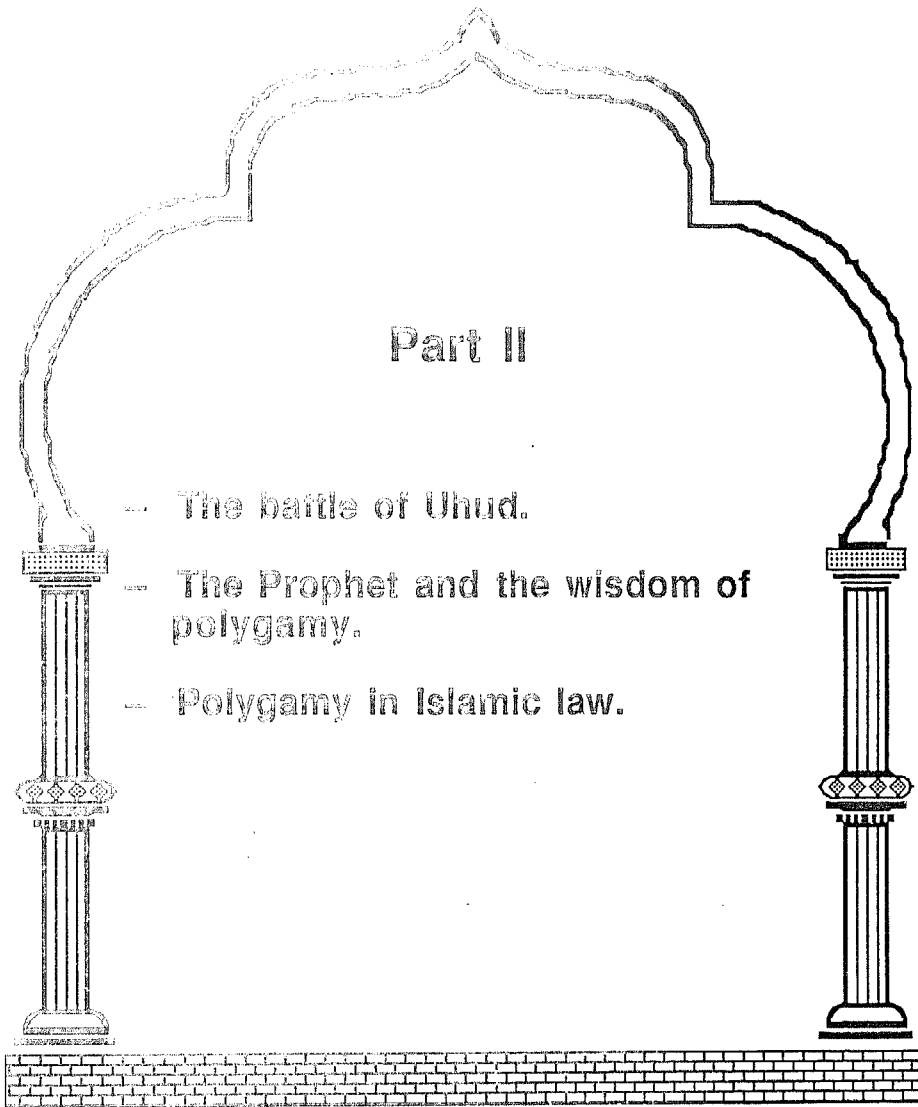 Part II
- The battle of Uhud.
- The Prophet and the wisdom of
polygamy.
- Polygamy in Islamic law.